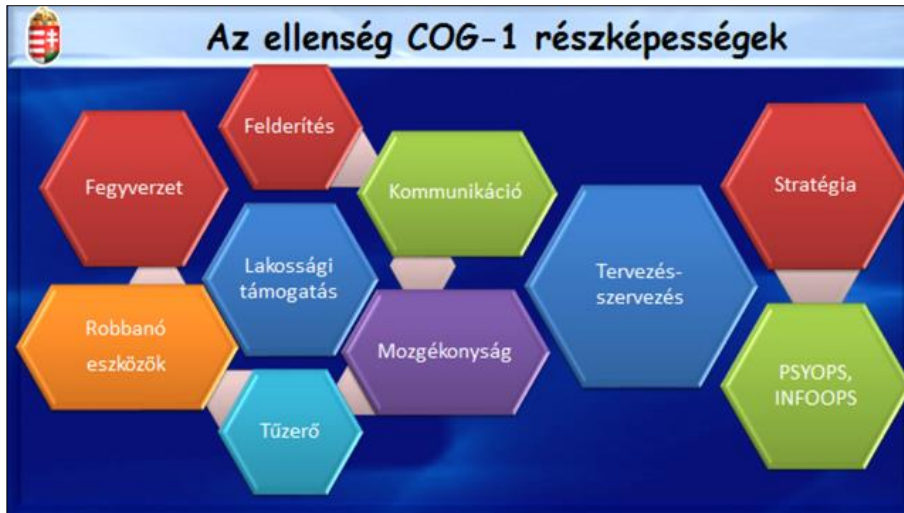 Az ellenség COG-1 részképességek
Felderítés
Fegyverzet
Kommunikáció
Stratégia
Lakossági
támogatás
Tervezés-
szervezés
Robbanó
eszközök
Mozgékonyság
PSYOPS,
INFOOPS
Tűzerő